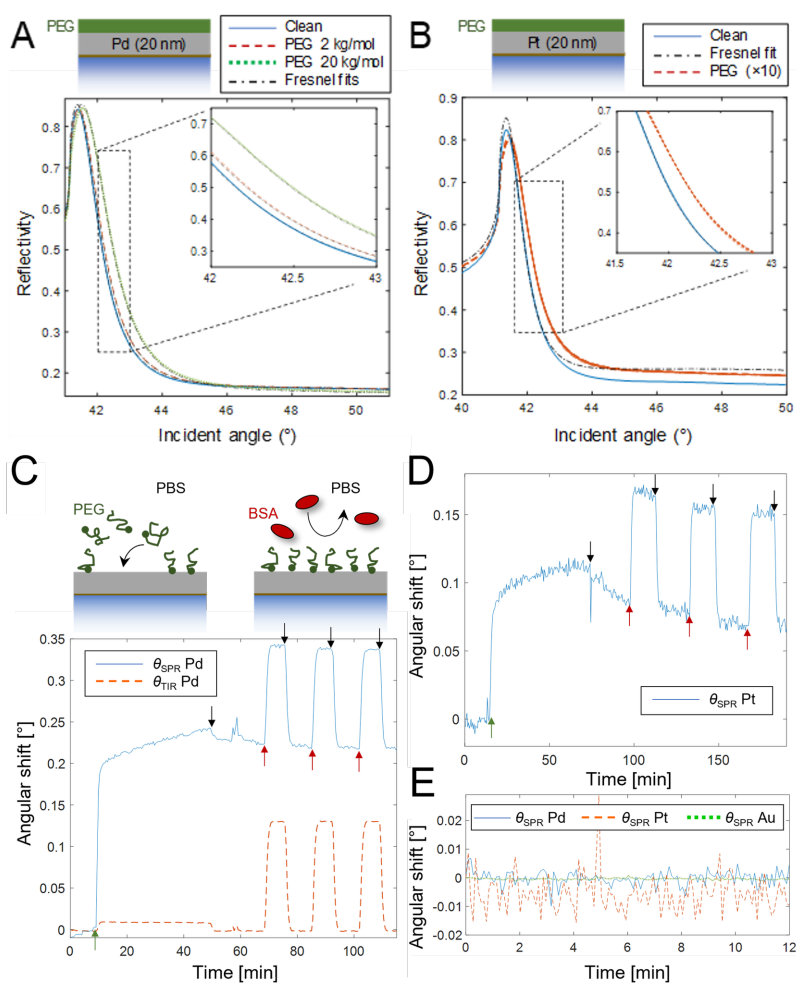 A
PEG
Pd (20 nm)
Clean
PEG 2 kg/mol
PEG 20 kg/mol
Fresnel fits
Reflectivity
0.8
0.7
0.6
0.5
0.4
0.3
0.2
42 44 46 48 50
0.7
0.6
0.5
0.4
0.3
42 42.5 43
Incident angle (°)
B
PEG
Pt (20 nm)
Clean
Fresnel fit
PEG (×10)
Reflectivity
0.9
0.8
0.7
0.6
0.5
0.4
0.3
0.2
40 42 44 46 48 50
0.7
0.6
0.5
0.4
41.5 42 42.5 43
Incident angle (°)
C
PBS
PEG
PBS
BSA
θSPR Pd
θTIR Pd
Angular shift [°]
0.35
0.3
0.25
0.2
0.15
0.1
0.05
0
0 20 40 60 80 100
Time [min]
D
Angular shift [°]
0.15
0.1
0.05
0
θSPR Pt
0 50 100 150
Time [min]
E
θSPR Pd
θSPR Pt
θSPR Au
Angular shift [°]
0.02
0.01
0
-0.01
-0.02
0 2 4 6 8 10 12
Time [min]